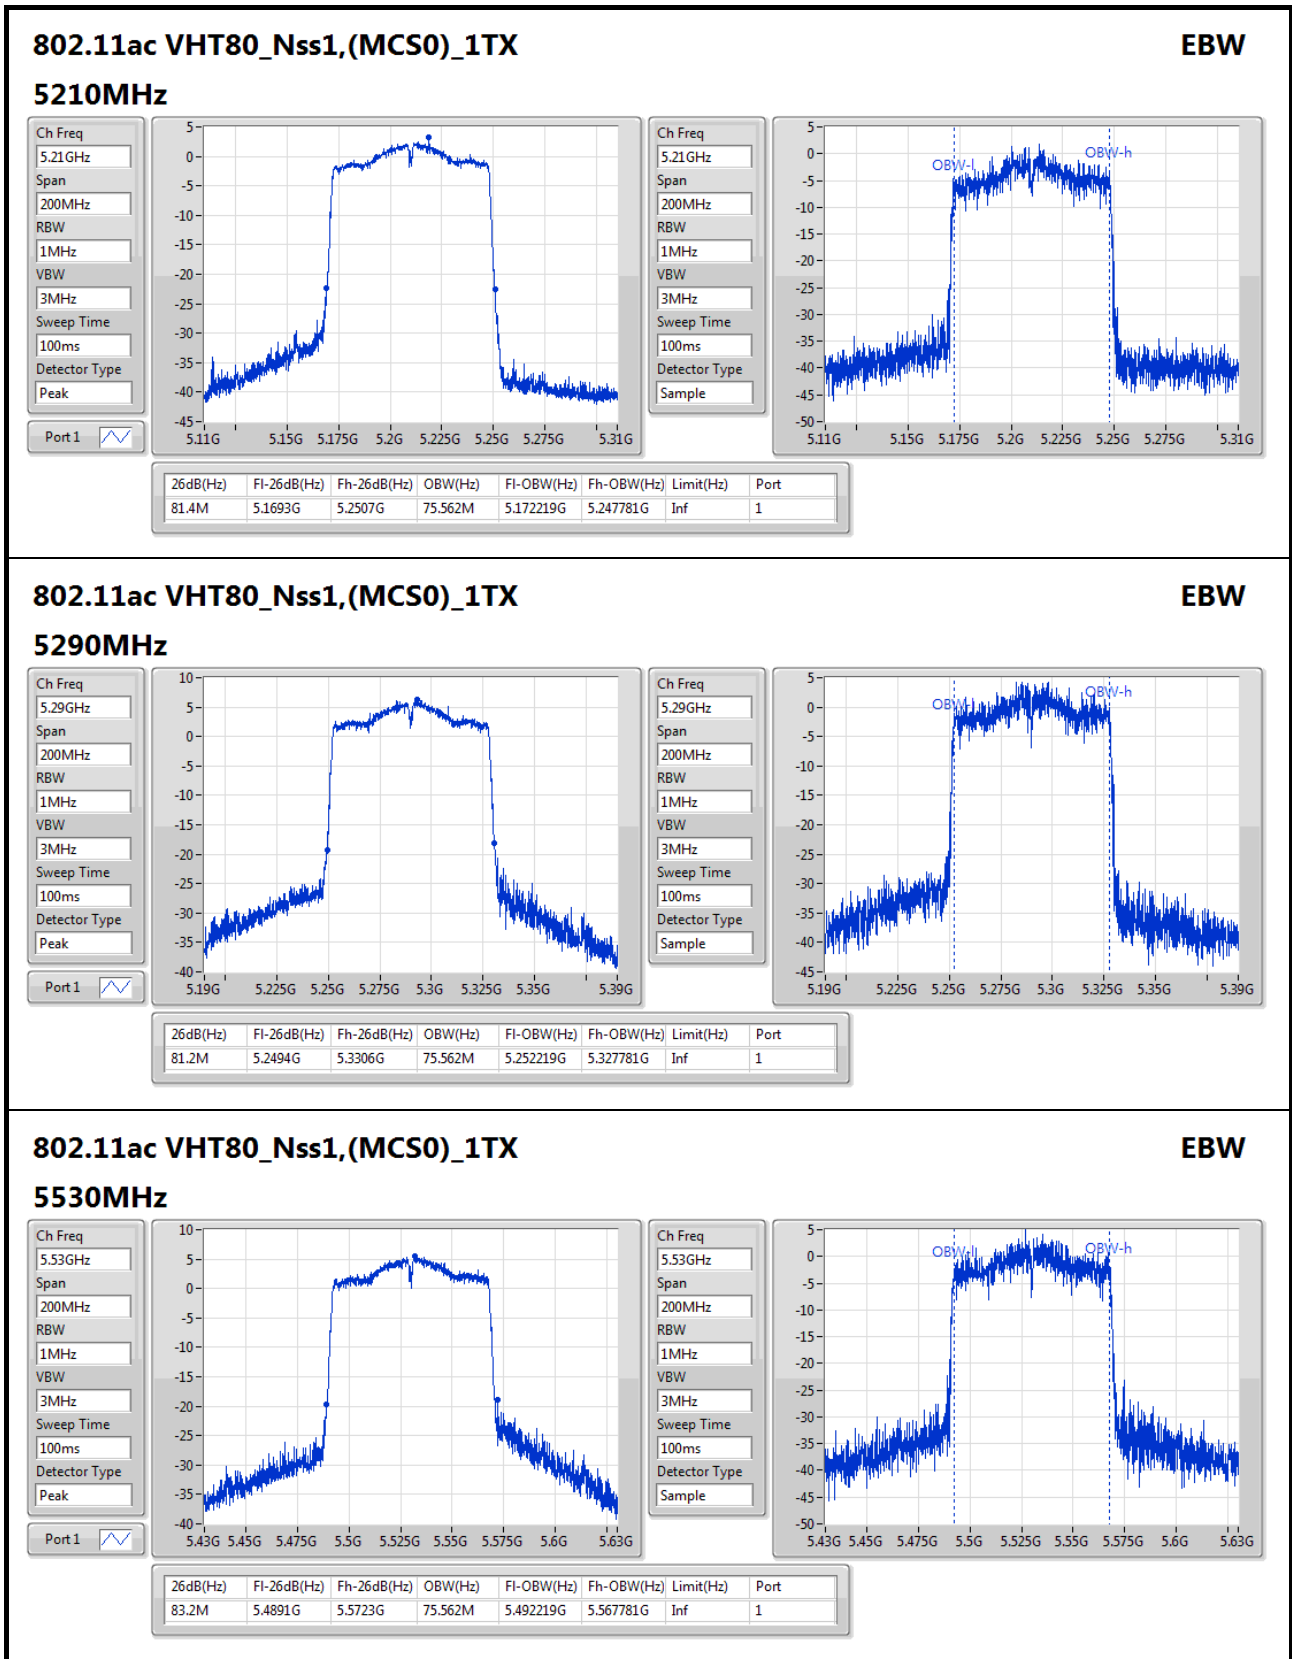 802.11ac VHT80_Nss1,(MCS0)_1TX EBW
5210MHz
Ch Freq
5.21GHz
Span
200MHz
RBW
1MHz
VBW
3MHz
Sweep Time
100ms
Detector Type
Peak
Port 1
5
0
-5
-10
-15
-20
-25
-30
-35
-40
-45
5.11G 5.15G 5.175G 5.2G 5.225G 5.25G 5.275G 5.31G
Ch Freq
5.21GHz
Span
200MHz
RBW
1MHz
VBW
3MHz
Sweep Time
100ms
Detector Type
Sample
5
0
-5
-10
-15
-20
-25
-30
-35
-40
-45
-50
OBW-l OBW-h
5.11G 5.15G 5.175G 5.2G 5.225G 5.25G 5.275G 5.31G
26dB(Hz) Fl-26dB(Hz) Fh-26dB(Hz) OBW(Hz) Fl-OBW(Hz) Fh-OBW(Hz) Limit(Hz) Port
81.4M 5.1693G 5.2507G 75.562M 5.172219G 5.247781G Inf 1
802.11ac VHT80_Nss1,(MCS0)_1TX EBW
5290MHz
Ch Freq
5.29GHz
Span
200MHz
RBW
1MHz
VBW
3MHz
Sweep Time
100ms
Detector Type
Peak
Port 1
10
5
0
-5
-10
-15
-20
-25
-30
-35
-40
5.19G 5.225G 5.25G 5.275G 5.3G 5.325G 5.35G 5.39G
Ch Freq
5.29GHz
Span
200MHz
RBW
1MHz
VBW
3MHz
Sweep Time
100ms
Detector Type
Sample
5
0
-5
-10
-15
-20
-25
-30
-35
-40
-45
OBW-l OBW-h
5.19G 5.225G 5.25G 5.275G 5.3G 5.325G 5.35G 5.39G
26dB(Hz) Fl-26dB(Hz) Fh-26dB(Hz) OBW(Hz) Fl-OBW(Hz) Fh-OBW(Hz) Limit(Hz) Port
81.2M 5.2494G 5.3306G 75.562M 5.252219G 5.327781G Inf 1
802.11ac VHT80_Nss1,(MCS0)_1TX EBW
5530MHz
Ch Freq
5.53GHz
Span
200MHz
RBW
1MHz
VBW
3MHz
Sweep Time
100ms
Detector Type
Peak
Port 1
10
5
0
-5
-10
-15
-20
-25
-30
-35
-40
5.43G 5.45G 5.475G 5.5G 5.525G 5.55G 5.575G 5.6G 5.63G
Ch Freq
5.53GHz
Span
200MHz
RBW
1MHz
VBW
3MHz
Sweep Time
100ms
Detector Type
Sample
5
0
-5
-10
-15
-20
-25
-30
-35
-40
-45
-50
OBW-l OBW-h
5.43G 5.45G 5.475G 5.5G 5.525G 5.55G 5.575G 5.6G 5.63G
26dB(Hz) Fl-26dB(Hz) Fh-26dB(Hz) OBW(Hz) Fl-OBW(Hz) Fh-OBW(Hz) Limit(Hz) Port
83.2M 5.4891G 5.5723G 75.562M 5.492219G 5.567781G Inf 1